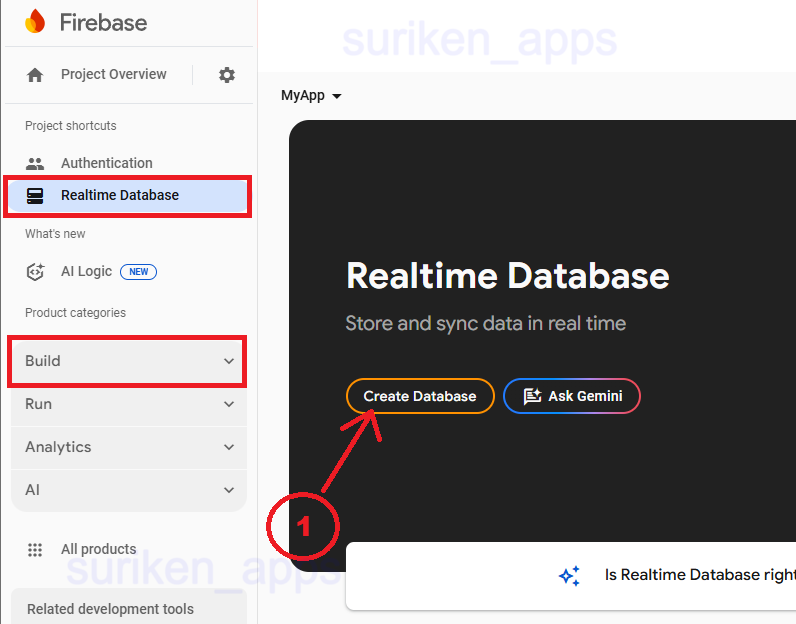 Firebase
suriken_apps
Project Overview
MyApp
Project shortcuts
Authentication
Realtime Database
What's new
AI Logic NEW
Product categories
Build
Run
Analytics
AI
All products
Related development tools
Realtime Database
Store and sync data in real time
Create Database
Ask Gemini
1
suriken_apps
Is Realtime Database right